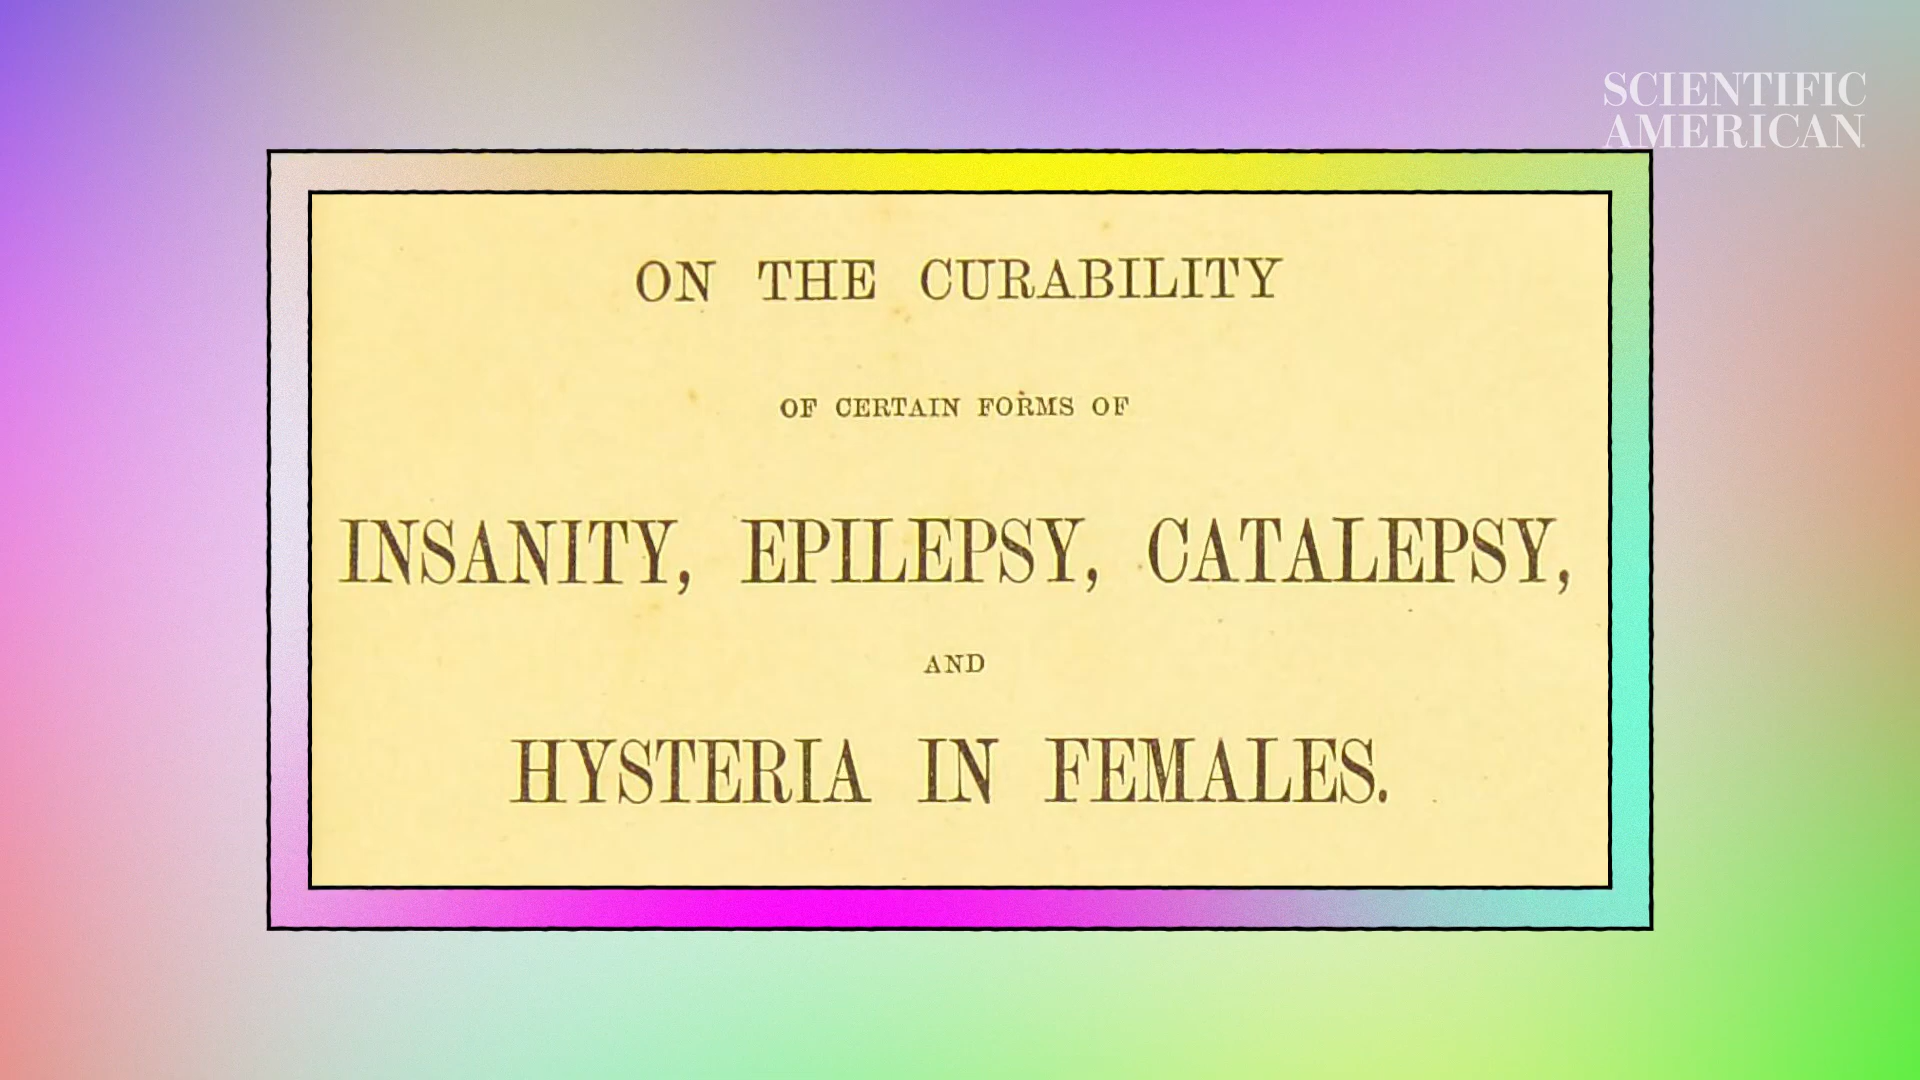 SCIENTIFIC
AMERICAN
ON THE CURABILITY
OF CERTAIN FORMS OF
INSANITY, EPILEPSY, CATALEPSY,
AND
HYSTERIA IN FEMALES.